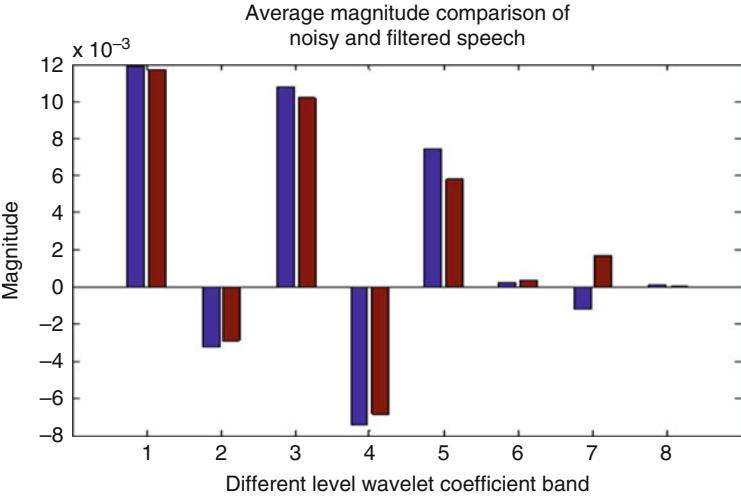 Average magnitude comparison of
noisy and filtered speech
x 10⁻³
12
10
8
6
4
2
0
–2
–4
–6
–8
Magnitude
1 2 3 4 5 6 7 8
Different level wavelet coefficient band